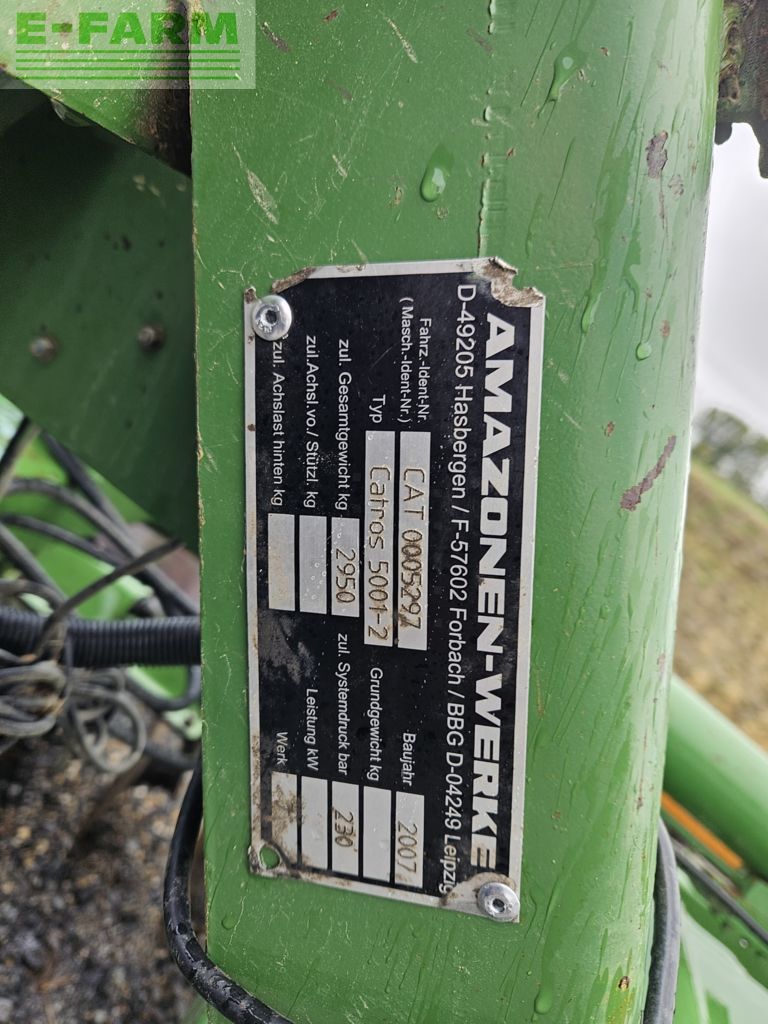 E-FARM
AMAZONEN-WERKE
D-49205 Hasbergen / F-57602 Forbach / BBG D-04249 Leipzig
Fahrz.-Ident-Nr. CAT 0005297 Baujahr 2007
(Masch.-Ident-Nr.)
Typ Catros 5001-2 Grundgewicht kg
zul. Gesamtgewicht kg 2950 zul. Systemdruck bar 230
zul.Achsl.vo./ Stützl. kg Leistung kW
zul. Achslast hinten kg Werk